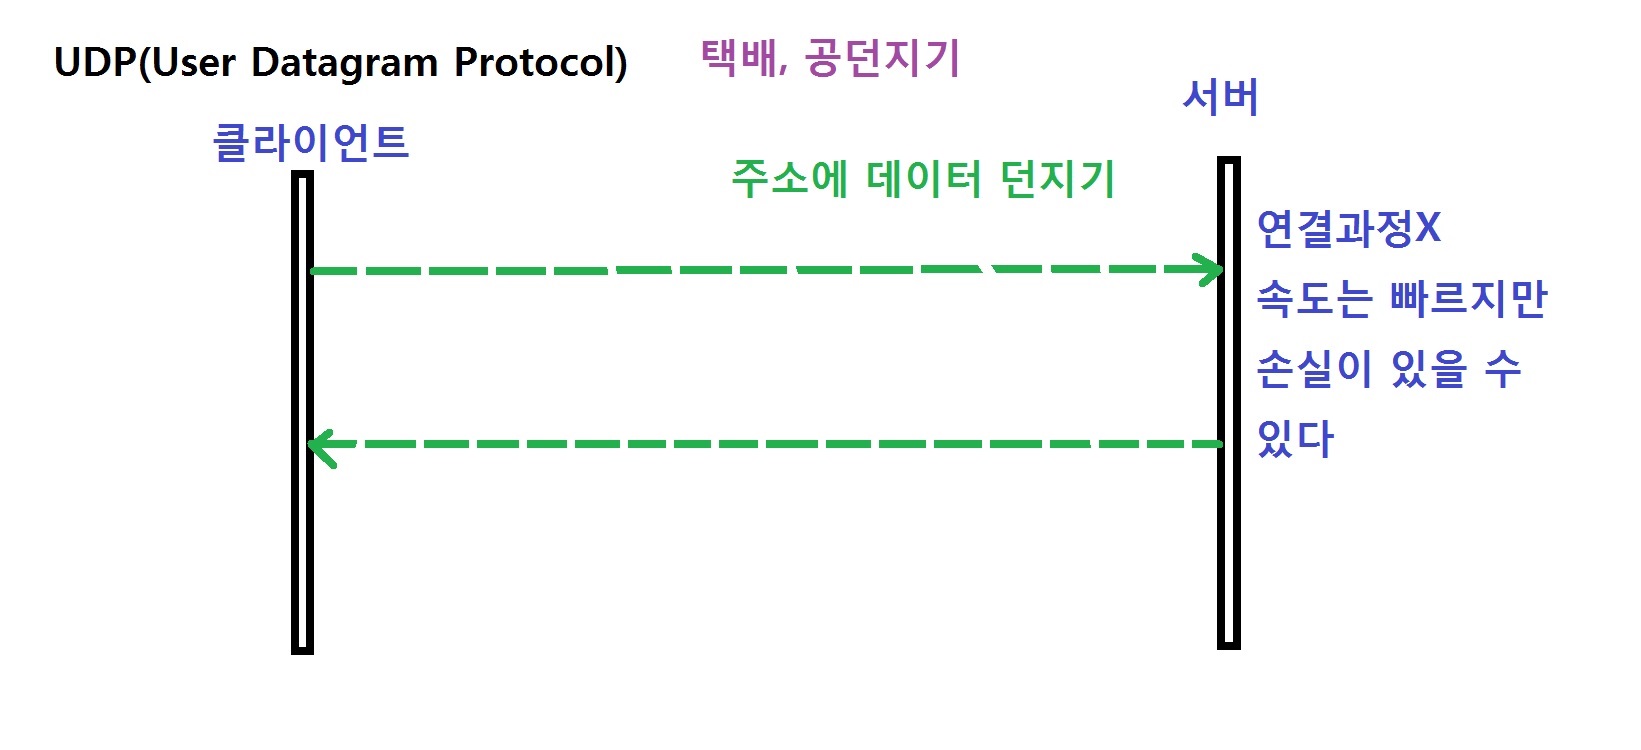 UDP(User Datagram Protocol) 택배, 공던지기
서버
클라이언트
주소에 데이터 던지기
연결과정X
속도는 빠르지만
손실이 있을 수
있다